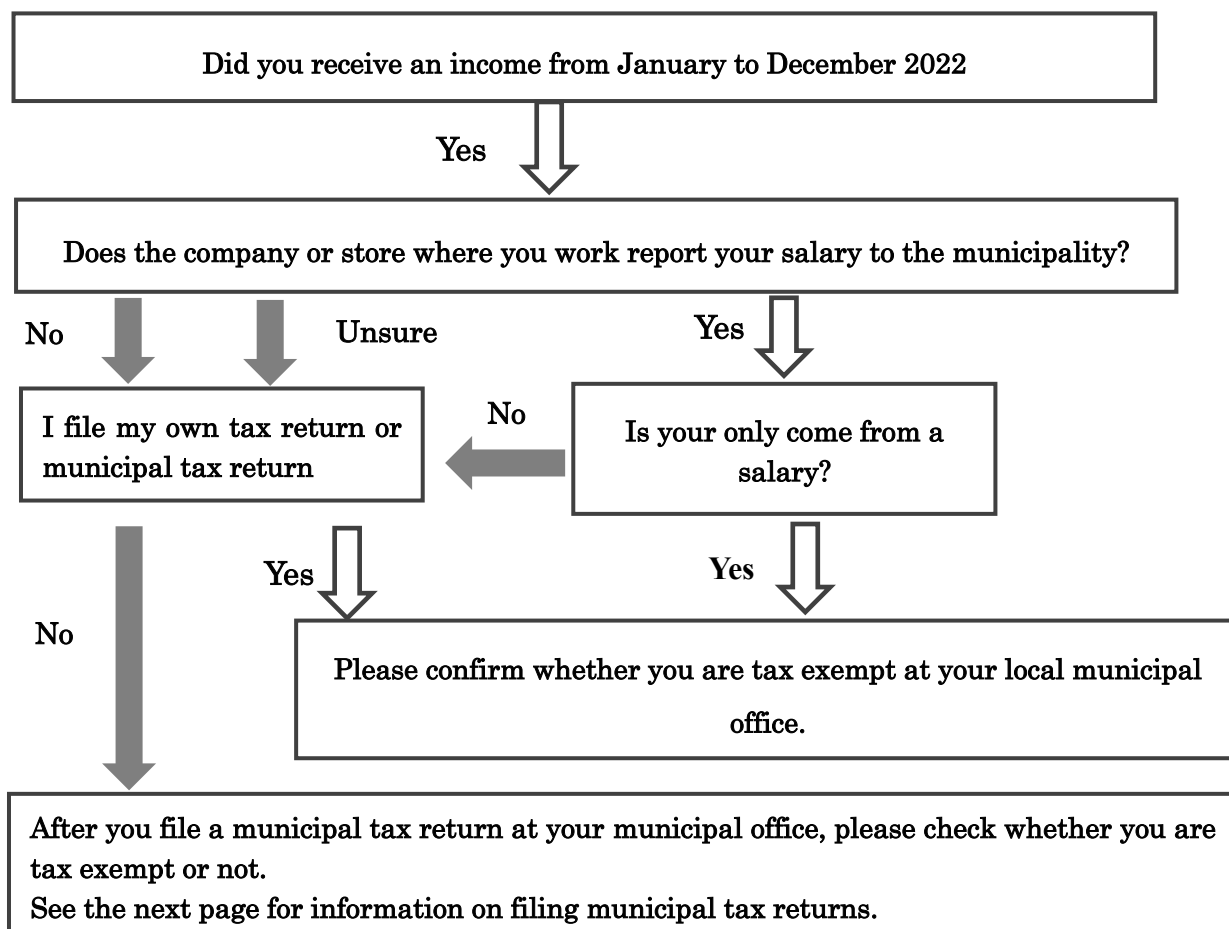 Did you receive an income from January to December 2022
Yes
Does the company or store where you work report your salary to the municipality?
No
Unsure
Yes
I file my own tax return or
municipal tax return
No
Is your only come from a
salary?
Yes
Yes
No
Please confirm whether you are tax exempt at your local municipal
office.
After you file a municipal tax return at your municipal office, please check whether you are
tax exempt or not.
See the next page for information on filing municipal tax returns.